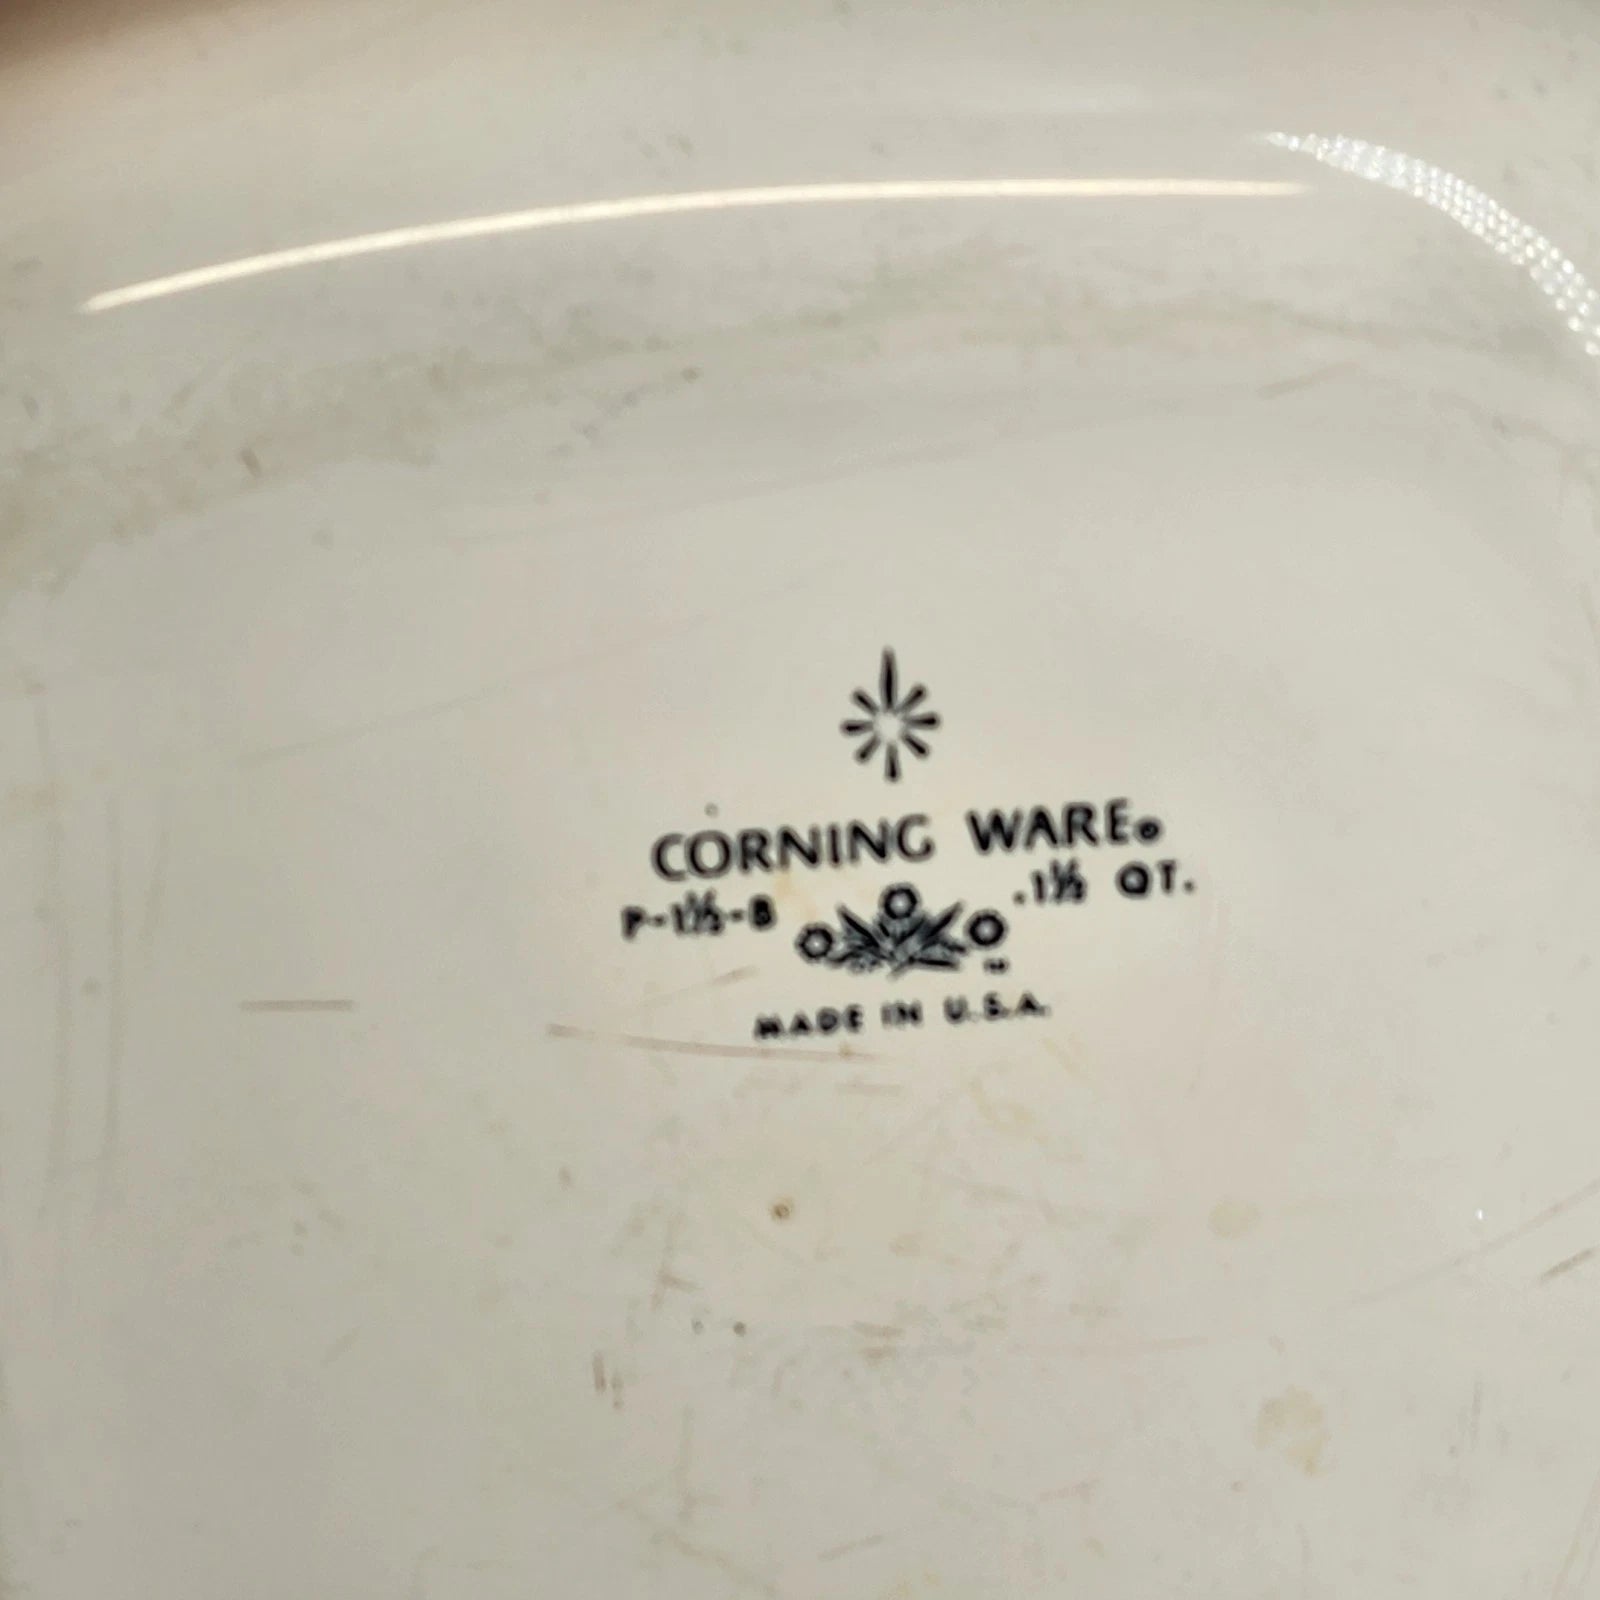 CORNING WARE®
P-1½-B .1½ QT.
MADE IN U.S.A.